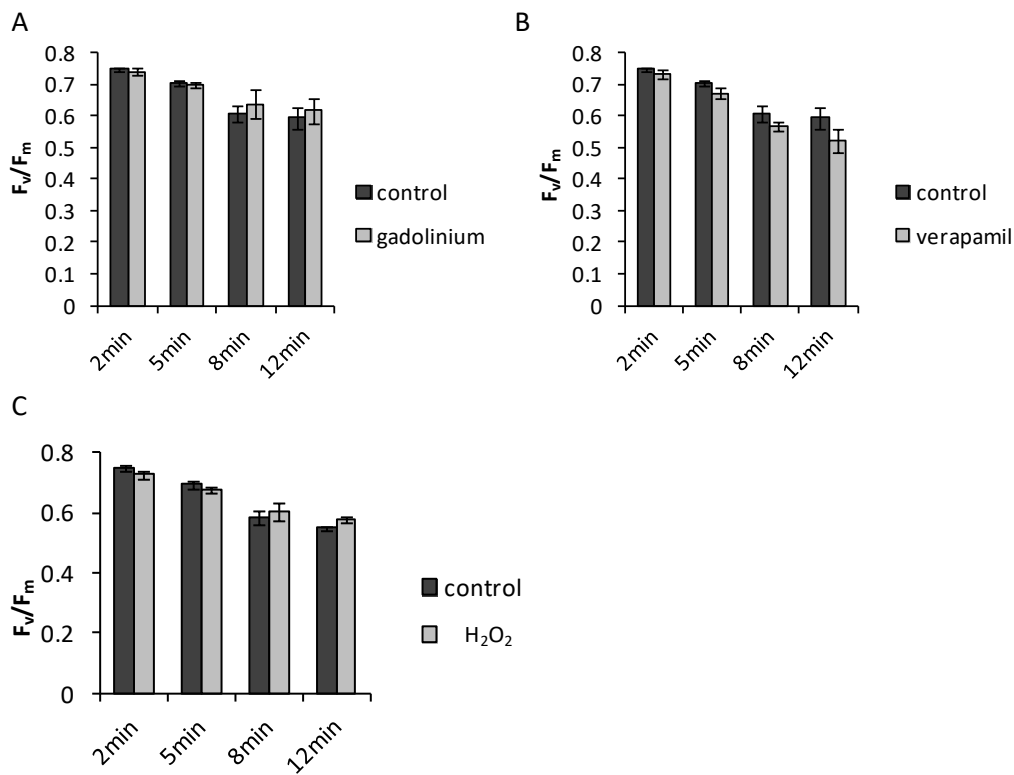 A
0.8
0.7
0.6
0.5
0.4
0.3
0.2
0.1
0
Fv/Fm
2min
5min
8min
12min
control
gadolinium
B
0.8
0.7
0.6
0.5
0.4
0.3
0.2
0.1
0
Fv/Fm
2min
5min
8min
12min
control
verapamil
C
0.8
0.6
0.4
0.2
0
Fv/Fm
2min
5min
8min
12min
control
H₂O₂